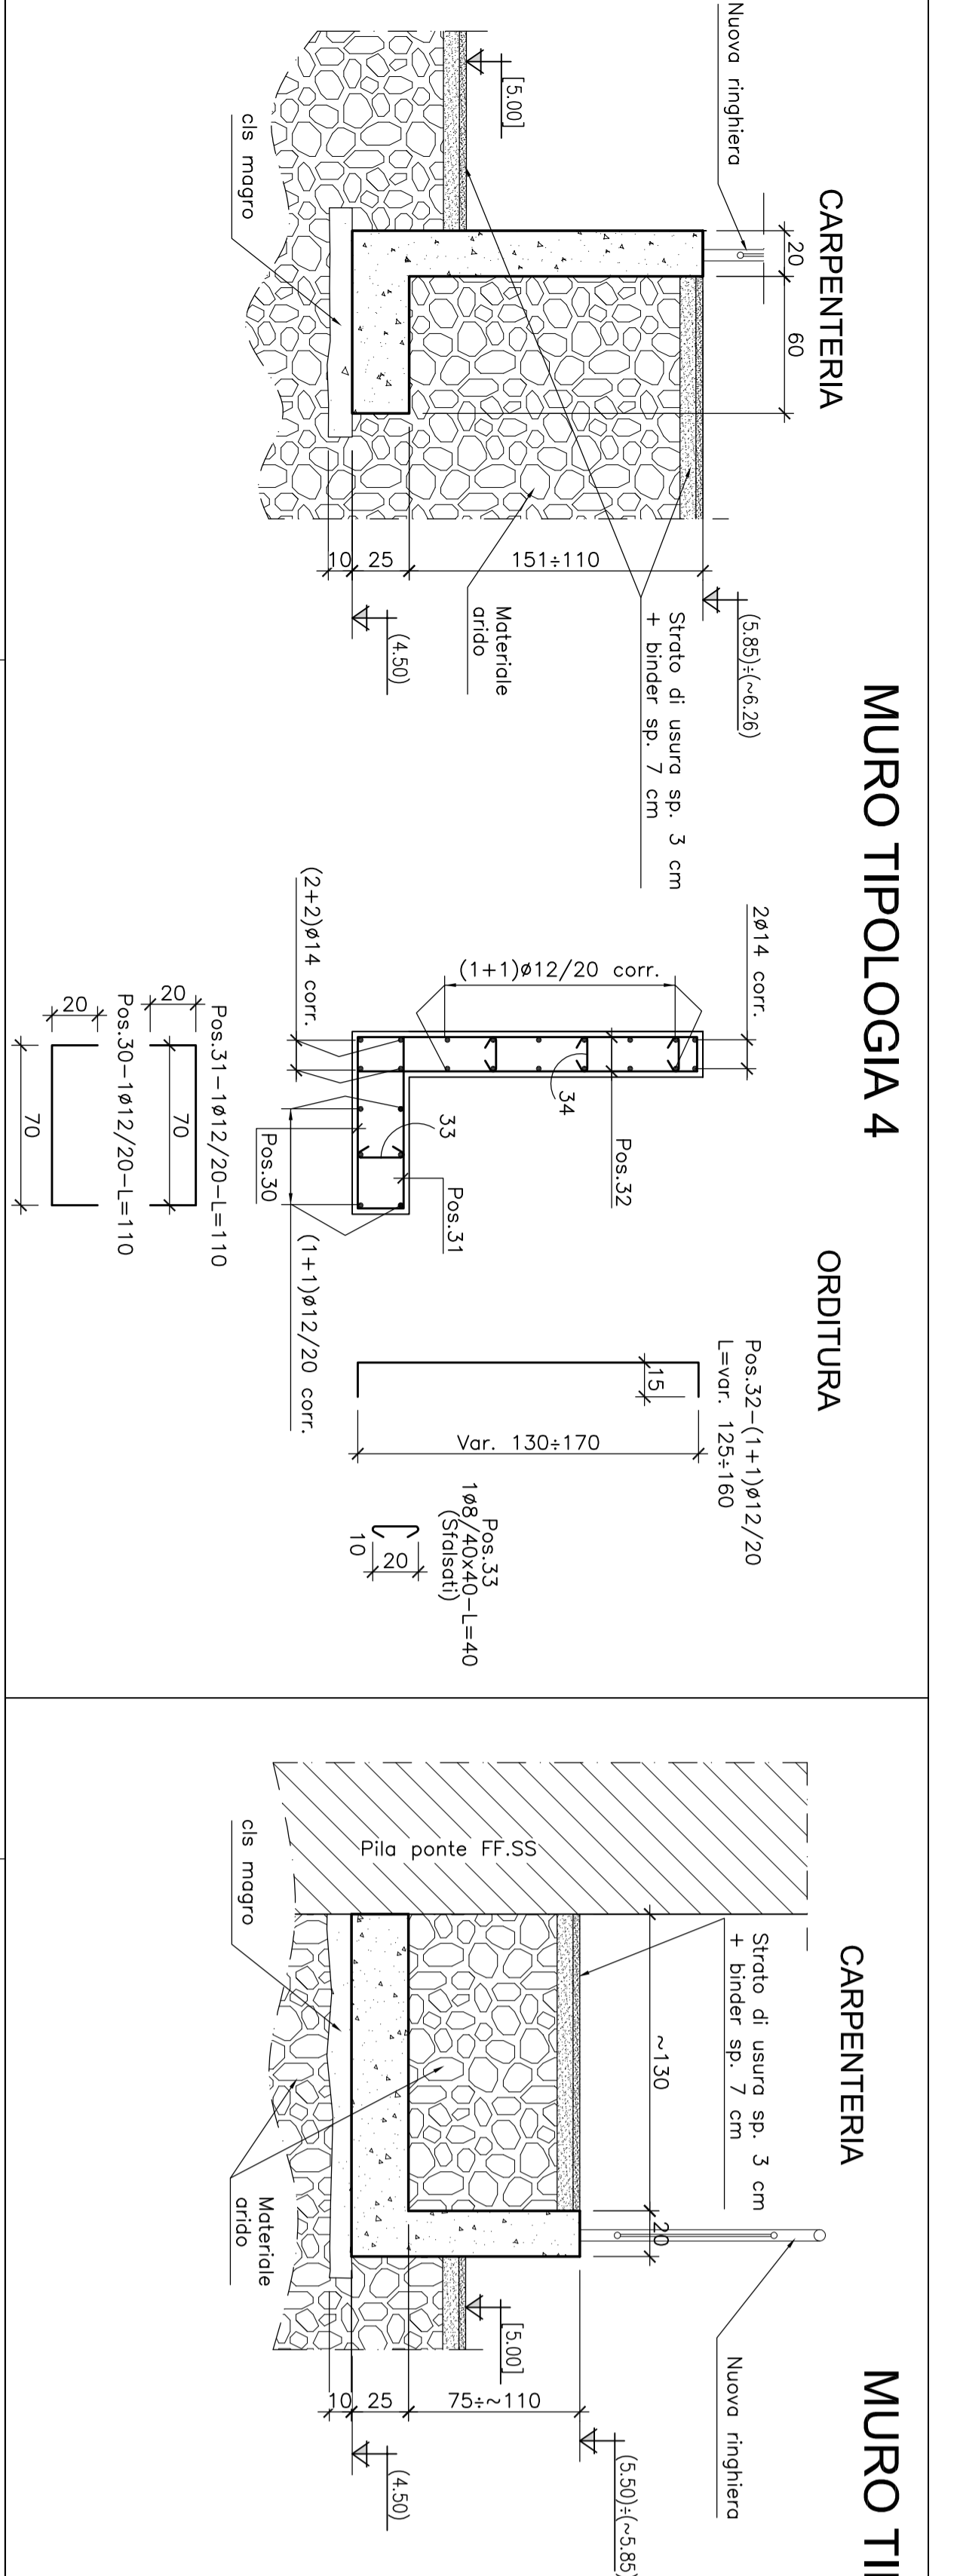 MURO TIPOLOGIA 4
CARPENTERIA
Nuova ringhiera
20
60
[5.00]
cls magro
10
25
151÷110
(4.50)
(5.85)÷(~6.26)
Materiale
arido
Strato di usura sp. 3 cm
+ binder sp. 7 cm
ORDITURA
2ø14 corr.
(1+1)ø12/20 corr.
(2+2)ø14 corr.
34
33
Pos.32
Pos.31
Pos.30
(1+1)ø12/20 corr.
Pos.31-1ø12/20-L=110
20
70
Pos.30-1ø12/20-L=110
20
70
Pos.32-(1+1)ø12/20
L=var. 125÷160
15
Var. 130÷170
Pos.33
1ø8/40x40-L=40
(Sfalsati)
20
10
MURO TI
CARPENTERIA
Strato di usura sp. 3 cm
+ binder sp. 7 cm
Pila ponte FF.SS
cls magro
~130
20
Materiale
arido
Nuova ringhiera
[5.00]
10
25
75÷~110
(4.50)
(5.50)÷(~5.85)